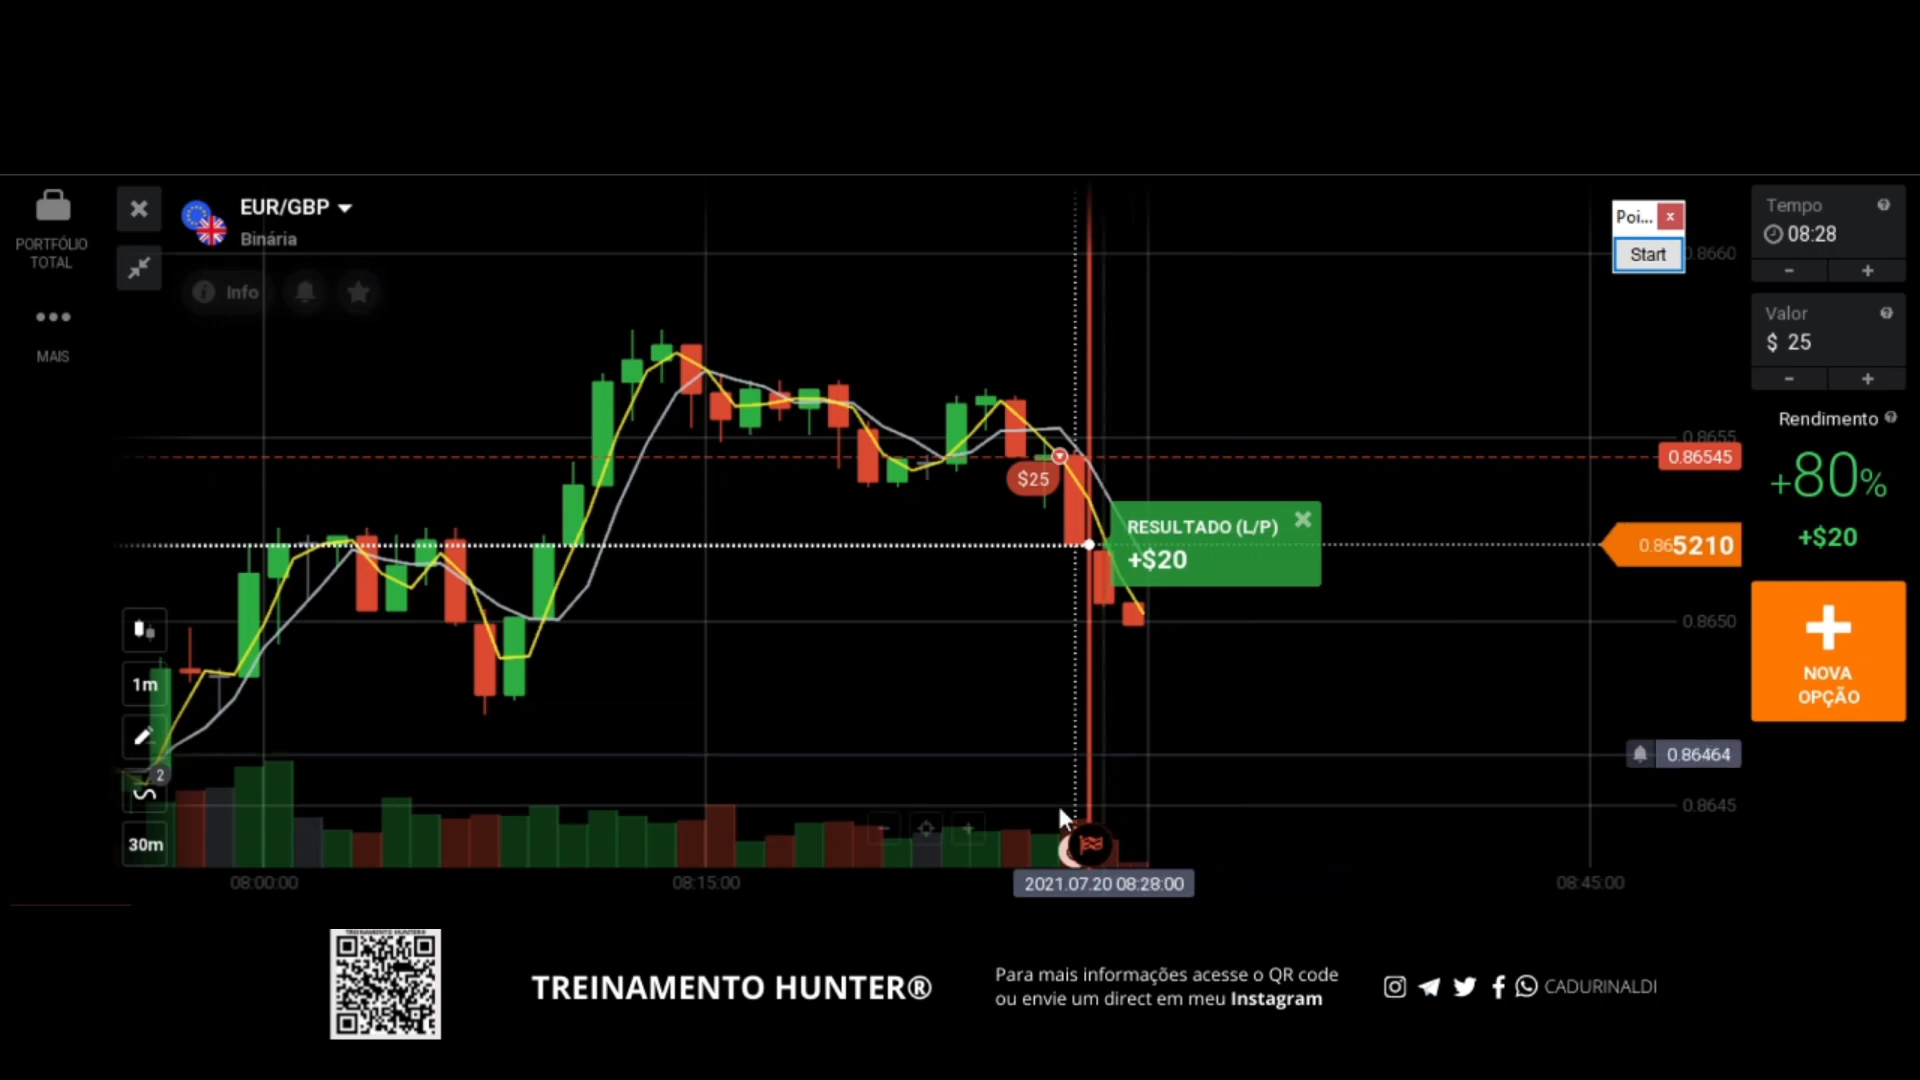 PORTFÓLIO
TOTAL
MAIS
EUR/GBP
Binária
Info
1m
2
30m
$25
RESULTADO (L/P)
+$20
Poi...
x
Start
0.8660
0.8655
0.86545
0.865210
0.8650
0.86464
0.8645
08:00:00
08:15:00
2021.07.20 08:28:00
08:45:00
Tempo
08:28
- +
Valor
$ 25
- +
Rendimento
+80%
+$20
NOVA
OPÇÃO
TREINAMENTO HUNTER®
TREINAMENTO HUNTER®
Para mais informações acesse o QR code
ou envie um direct em meu Instagram
CADURINALDI